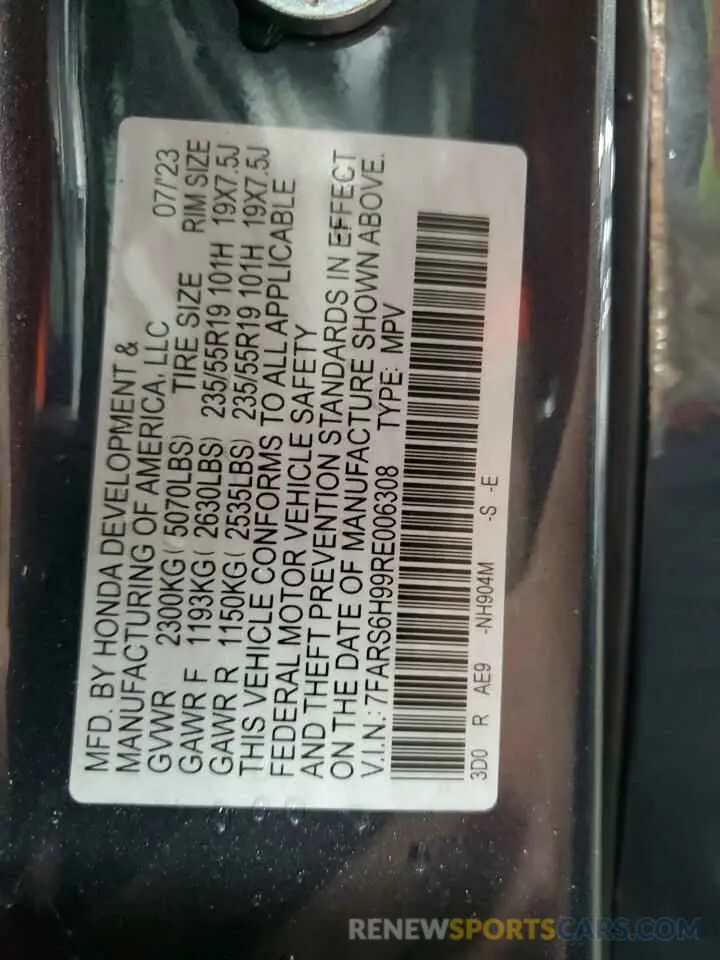 MFD. BY HONDA DEVELOPMENT &
MANUFACTURING OF AMERICA, LLC 07/'23
GVWR 2300KG( 5070LBS) TIRE SIZE RIM SIZE
GAWR F 1193KG( 2630LBS) 235/55R19 101H 19X7.5J
GAWR R 1150KG( 2535LBS) 235/55R19 101H 19X7.5J
THIS VEHICLE CONFORMS TO ALL APPLICABLE
FEDERAL MOTOR VEHICLE SAFETY
AND THEFT PREVENTION STANDARDS IN EFFECT
ON THE DATE OF MANUFACTURE SHOWN ABOVE.
V.I.N.: 7FARS6H99RE006308 TYPE: MPV
3D0 R AE9 -NH904M -S -E
RENEWSPORTSCARS.COM